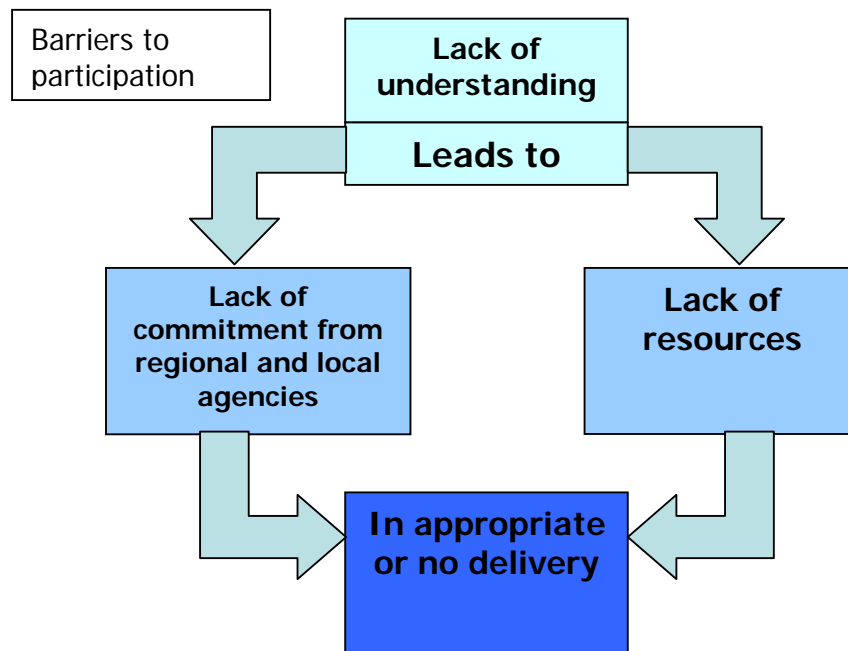 Barriers to
participation
Lack of
understanding
Leads to
Lack of
commitment from
regional and local
agencies
Lack of
resources
In appropriate
or no delivery